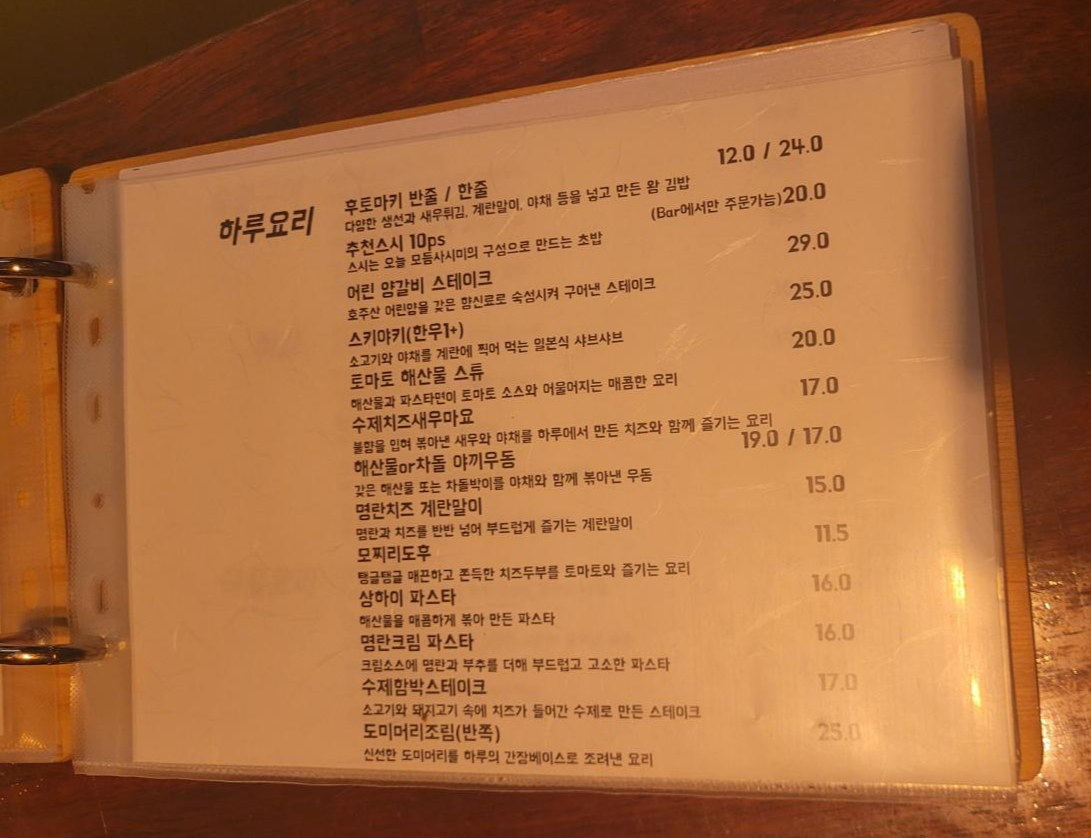 하루요리
후토마키 반줄 / 한줄 12.0 / 24.0
다양한 생선과 새우튀김, 계란말이, 야채 등을 넣고 만든 왕 김밥
추천스시 10ps (Bar에서만 주문가능) 20.0
스시는 오늘 모듬사시미의 구성으로 만드는 초밥
어린 양갈비 스테이크 29.0
호주산 어린양을 갖은 향신료로 숙성시켜 구어낸 스테이크
스키야키(한우1+) 25.0
소고기와 야채를 계란에 찍어 먹는 일본식 샤브샤브
토마토 해산물 스튜 20.0
해산물과 파스타면이 토마토 소스와 어울어지는 매콤한 요리
수제치즈새우마요 17.0
불향을 입혀 볶아낸 새우와 야채를 하루에서 만든 치즈와 함께 즐기는 요리
해산물or차돌 야끼우동 19.0 / 17.0
갖은 해산물 또는 차돌박이를 야채와 함께 볶아낸 우동
명란치즈 계란말이 15.0
명란과 치즈를 반반 넣어 부드럽게 즐기는 계란말이
모찌리도후 11.5
탱글탱글 매끈하고 쫀득한 치즈두부를 토마토와 즐기는 요리
상하이 파스타 16.0
해산물을 매콤하게 볶아 만든 파스타
명란크림 파스타 16.0
크림소스에 명란과 부추를 더해 부드럽고 고소한 파스타
수제함박스테이크 17.0
소고기와 돼지고기 속에 치즈가 들어간 수제로 만든 스테이크
도미머리조림(반쪽) 25.0
신선한 도미머리를 하루의 간장베이스로 조려낸 요리